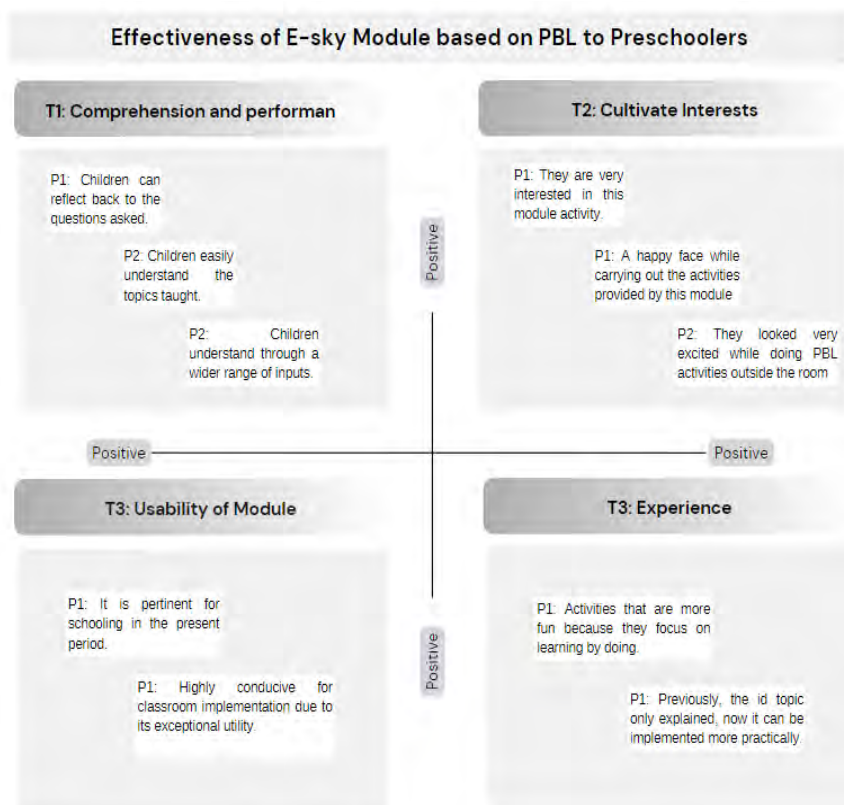 Effectiveness of E-sky Module based on PBL to Preschoolers
T1: Comprehension and performan
P1: Children can
reflect back to the
questions asked.
P2: Children easily
understand the
topics taught.
P2: Children
understand through a
wider range of inputs.
T2: Cultivate Interests
P1: They are very
interested in this
module activity.
P1: A happy face while
carrying out the activities
provided by this module
P2: They looked very
excited while doing PBL
activities outside the room
Positive
Positive
Positive
T3: Usability of Module
P1: It is pertinent for
schooling in the present
period.
P1: Highly conducive for
classroom implementation due to
its exceptional utility.
T3: Experience
P1: Activities that are more
fun because they focus on
learning by doing.
P1: Previously, the id topic
only explained, now it can be
implemented more practically.
Positive